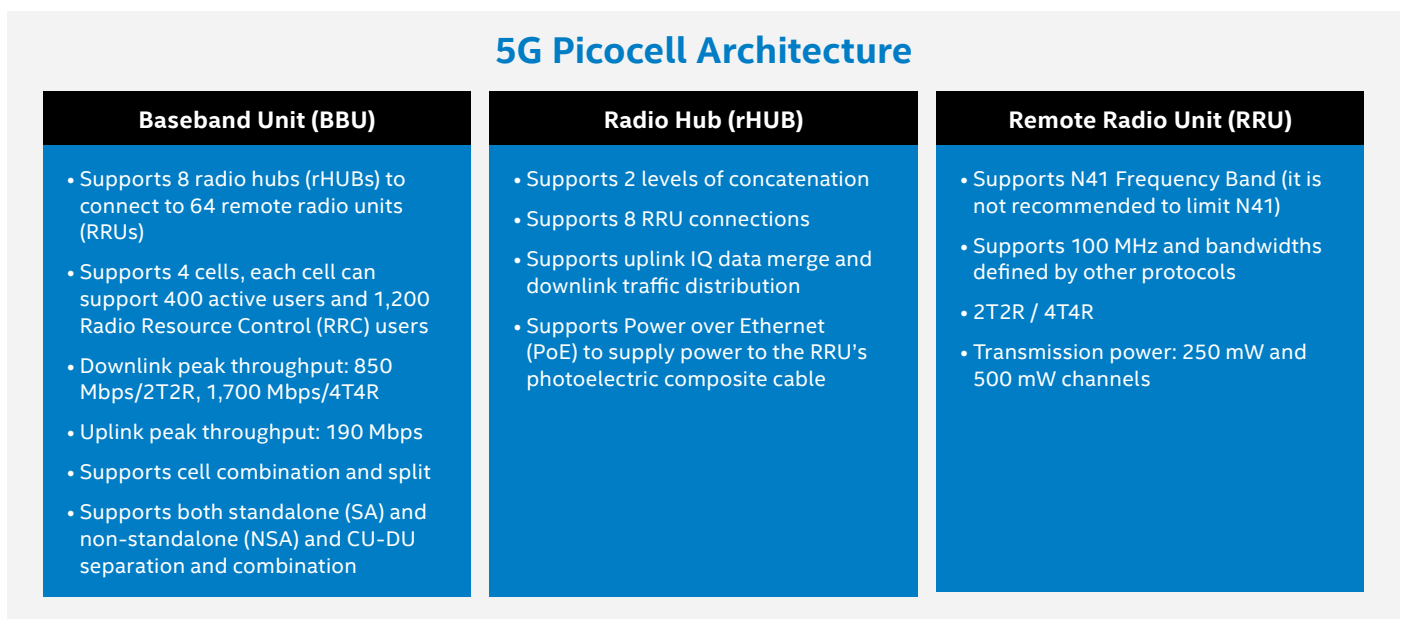 5G Picocell Architecture
Baseband Unit (BBU)
• Supports 8 radio hubs (rHUBs) to
connect to 64 remote radio units
(RRUs)
• Supports 4 cells, each cell can
support 400 active users and 1,200
Radio Resource Control (RRC) users
• Downlink peak throughput: 850
Mbps/2T2R, 1,700 Mbps/4T4R
• Uplink peak throughput: 190 Mbps
• Supports cell combination and split
• Supports both standalone (SA) and
non-standalone (NSA) and CU-DU
separation and combination
Radio Hub (rHUB)
• Supports 2 levels of concatenation
• Supports 8 RRU connections
• Supports uplink IQ data merge and
downlink traffic distribution
• Supports Power over Ethernet
(PoE) to supply power to the RRU’s
photoelectric composite cable
Remote Radio Unit (RRU)
• Supports N41 Frequency Band (it is
not recommended to limit N41)
• Supports 100 MHz and bandwidths
defined by other protocols
• 2T2R / 4T4R
• Transmission power: 250 mW and
500 mW channels